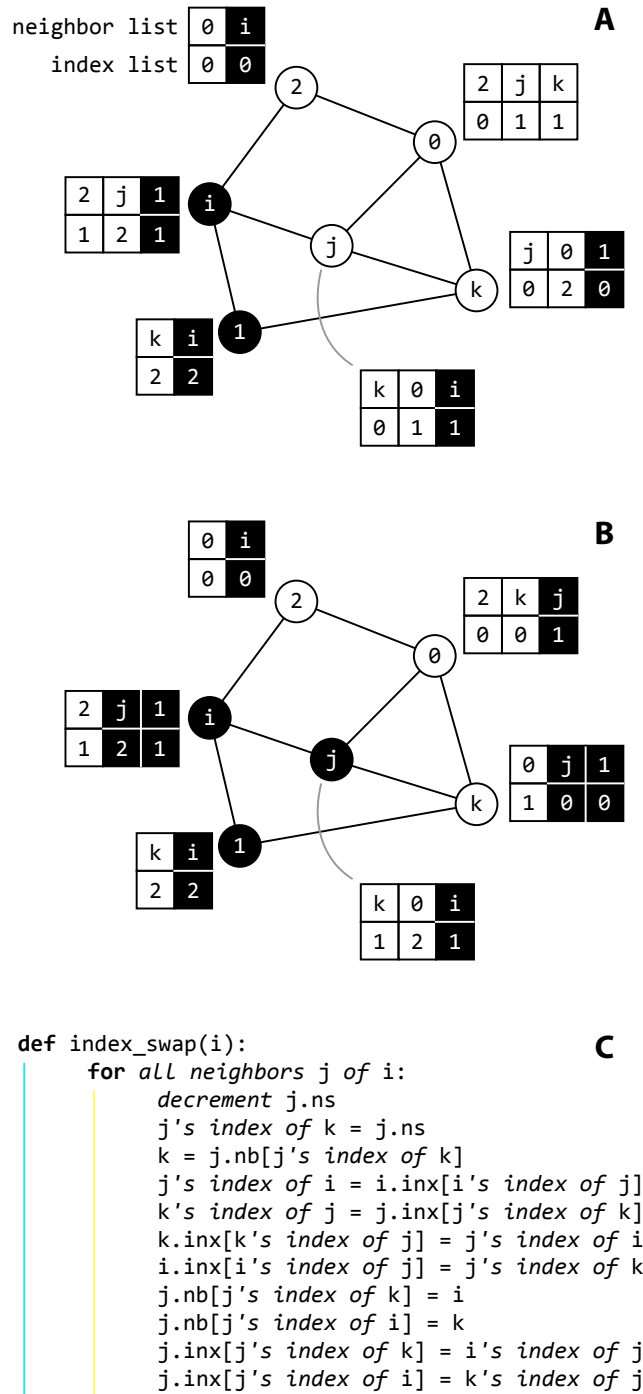 A
neighbor list 0 i
index list 0 0
2
2 j k
0 1 1
0
2 j 1
1 2 1
i
j
j 0 1
0 2 0
k
k i
2 2
1
k 0 i
0 1 1
B
0 i
0 0
2
2 k j
0 0 1
0
2 j 1
1 2 1
i
j
0 j 1
1 0 0
k
k i
2 2
1
k 0 i
1 2 1
C
def index_swap(i):
for all neighbors j of i:
decrement j.ns
j's index of k = j.ns
k = j.nb[j's index of k]
j's index of i = i.inx[i's index of j]
k's index of j = j.inx[j's index of k]
k.inx[k's index of j] = j's index of i
i.inx[i's index of j] = j's index of k
j.nb[j's index of k] = i
j.nb[j's index of i] = k
j.inx[j's index of k] = i's index of j
j.inx[j's index of i] = k's index of j